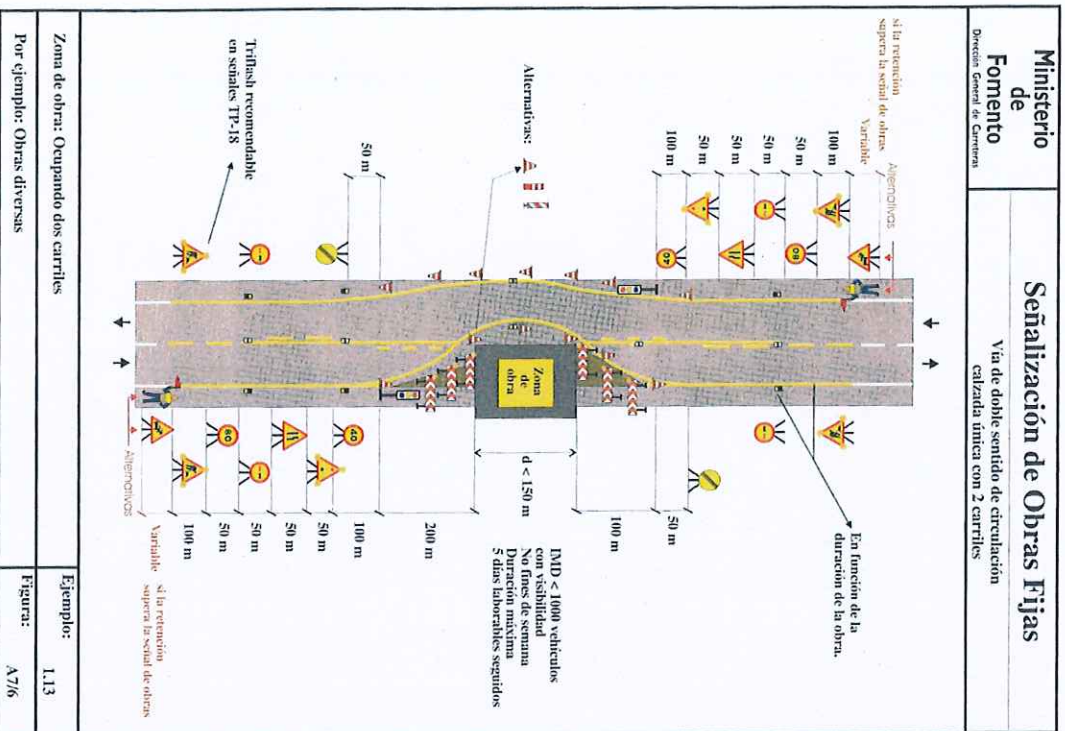 Ministerio
de
Fomento
Dirección General de Carreteras
Señalización de Obras Fijas
Vía de doble sentido de circulación
calzada única con 2 carriles
si la retención
supera la señal de obras
Variable
Alternativas
100 m
50 m
50 m
50 m
100 m
80
40
En función de la
duración de la obra.
Alternativas:
50 m
100 m
Zona
de
obra
d < 150 m
IMD < 1000 vehículos
con visibilidad
No fines de semana
Duración máxima
5 días laborables seguidos
50 m
200 m
Triflash recomendable
en señales TP-18
40
80
100 m
50 m
50 m
50 m
50 m
100 m
Alternativas
Variable
si la retención
supera la señal de obras
Zona de obra: Ocupando dos carriles
Por ejemplo: Obras diversas
Ejemplo:
1.13
Figura:
A7/6